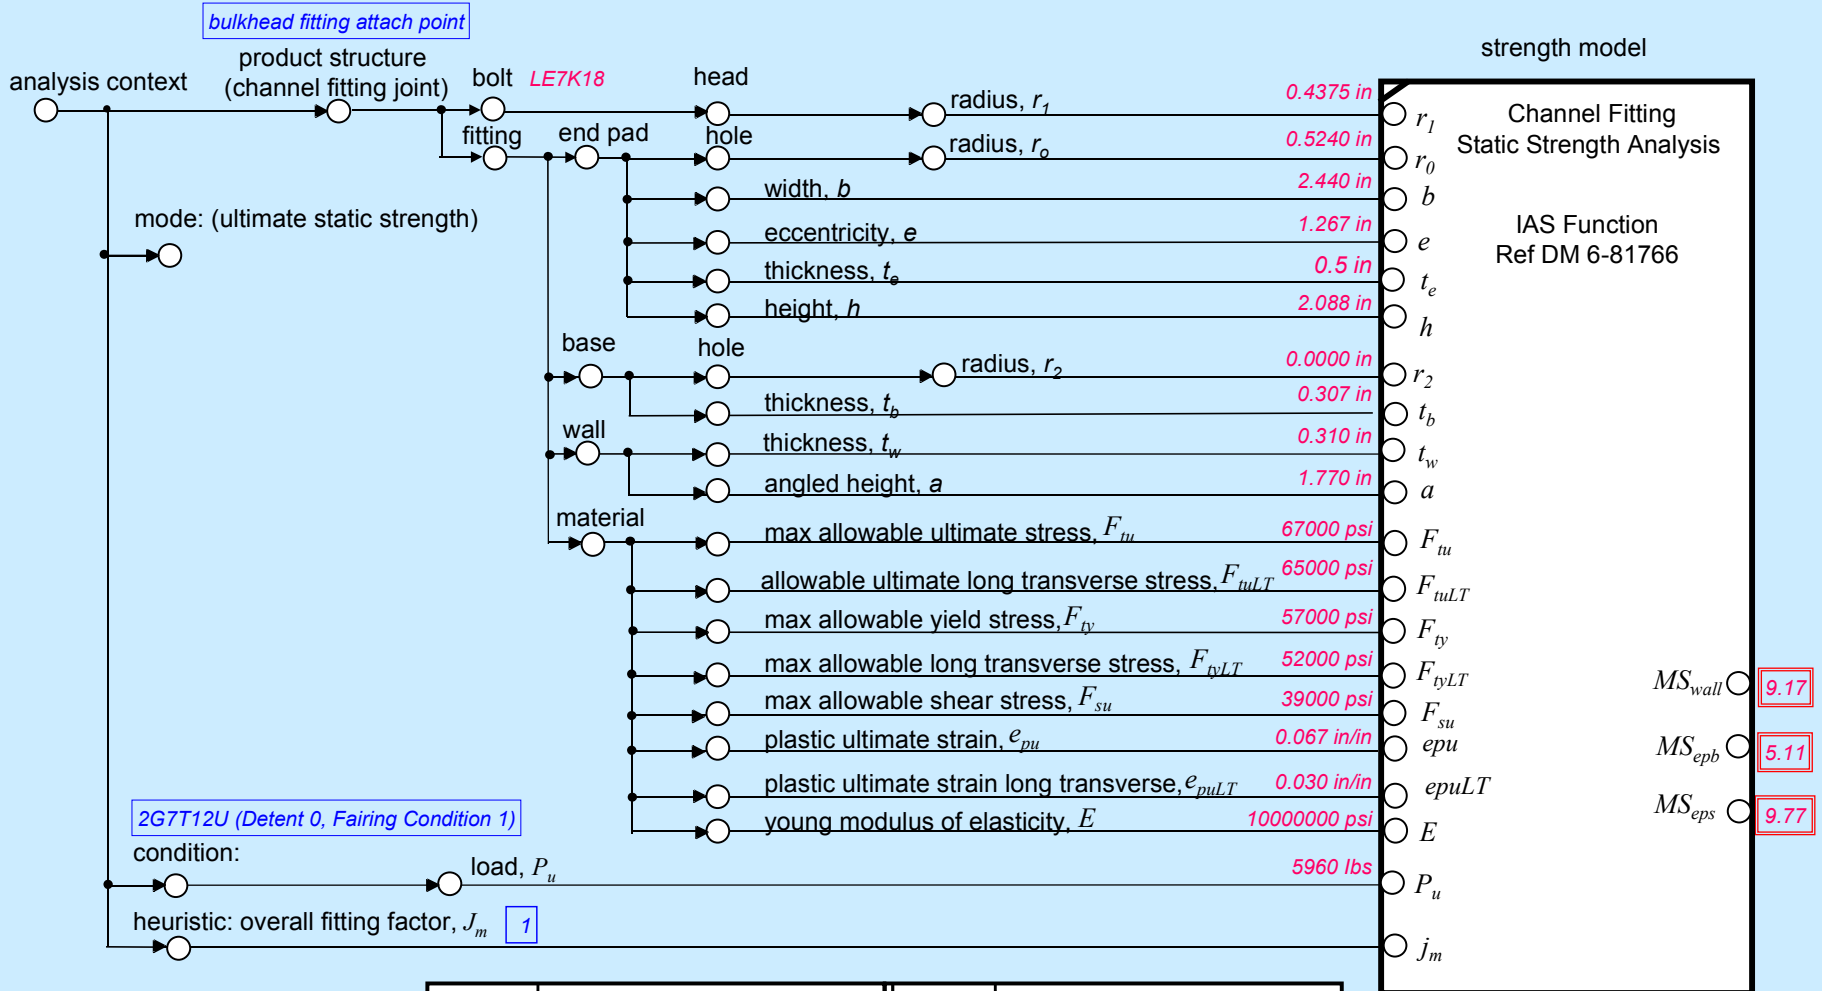 bulkhead fitting attach point
strength model
product structure
(channel fitting joint)
analysis context
bolt LE7K18
head
radius, r1
0.4375 in
r1
Channel Fitting
Static Strength Analysis
fitting
end pad
hole
radius, ro
0.5240 in
r0
width, b
2.440 in
b
mode: (ultimate static strength)
eccentricity, e
1.267 in
e
IAS Function
Ref DM 6-81766
thickness, te
0.5 in
te
height, h
2.088 in
h
base
hole
radius, r2
0.0000 in
r2
thickness, tb
0.307 in
tb
wall
thickness, tw
0.310 in
tw
angled height, a
1.770 in
a
material
max allowable ultimate stress, Ftu
67000 psi
Ftu
allowable ultimate long transverse stress, FtuLT
65000 psi
FtuLT
max allowable yield stress, Fty
57000 psi
Fty
max allowable long transverse stress, FtyLT
52000 psi
FtyLT
MSwall
9.17
max allowable shear stress, Fsu
39000 psi
Fsu
plastic ultimate strain, epu
0.067 in/in
epu
MSepb
5.11
plastic ultimate strain long transverse, epuLT
0.030 in/in
epuLT
MSeps
9.77
young modulus of elasticity, E
10000000 psi
E
2G7T12U (Detent 0, Fairing Condition 1)
condition:
load, Pu
5960 lbs
Pu
heuristic: overall fitting factor, Jm 1
jm